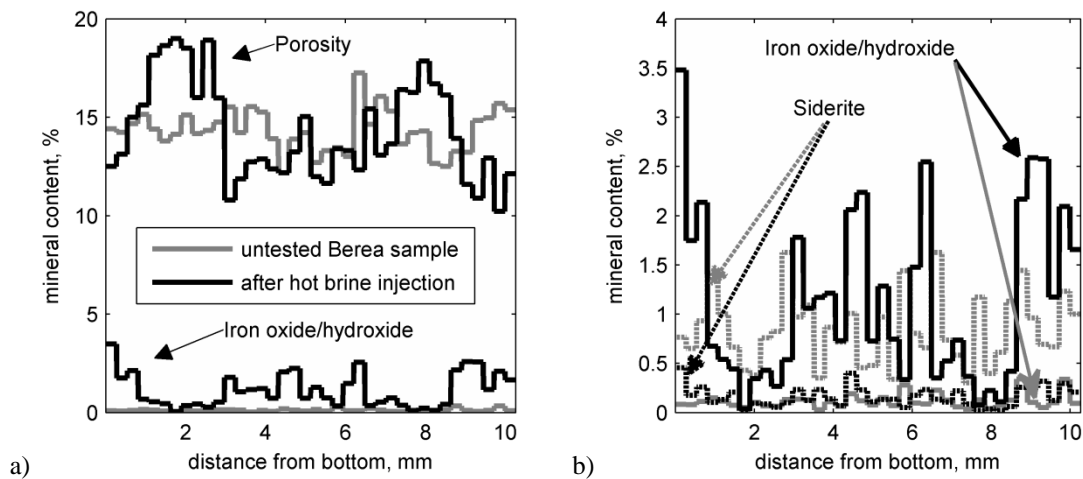 20
15
10
5
0
mineral content, %
Porosity
untested Berea sample
after hot brine injection
Iron oxide/hydroxide
2 4 6 8 10
distance from bottom, mm
a)
4
3.5
3
2.5
2
1.5
1
0.5
0
mineral content, %
Iron oxide/hydroxide
Siderite
2 4 6 8 10
distance from bottom, mm
b)